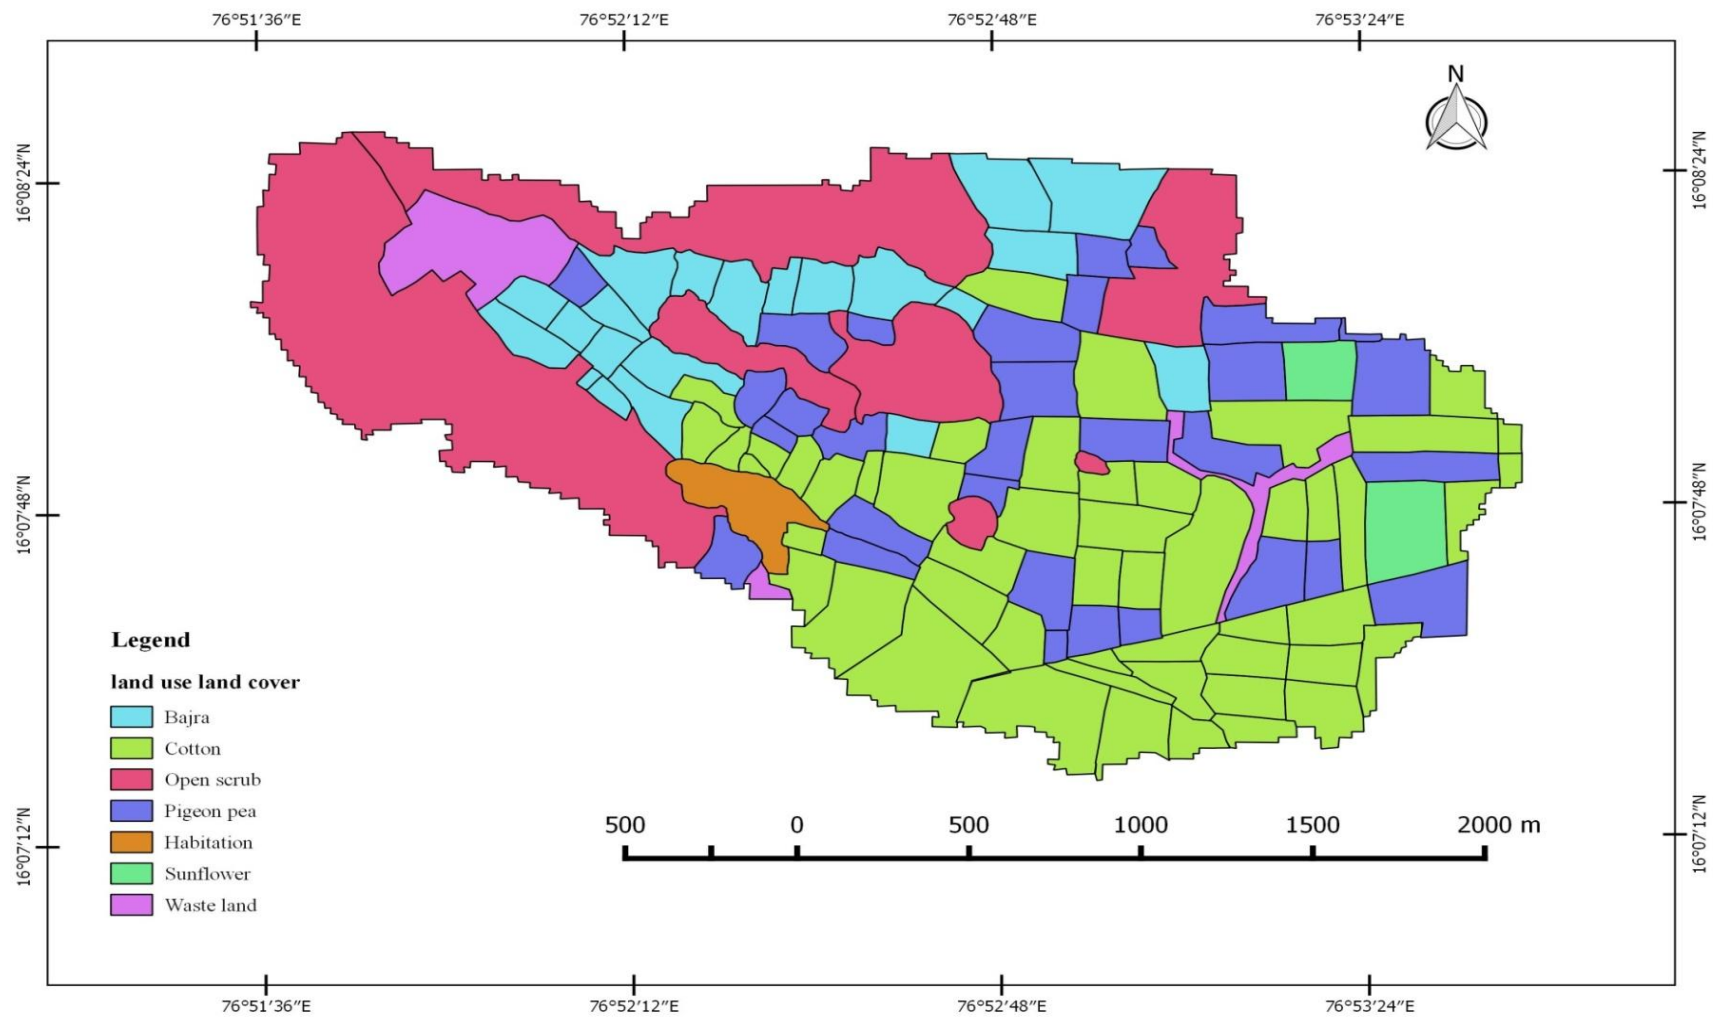 76°51′36″E 76°52′12″E 76°52′48″E 76°53′24″E
N
16°08′24″N 16°08′24″N
16°07′48″N 16°07′48″N
Legend
land use land cover
Bajra
Cotton
Open scrub
Pigeon pea
Habitation
Sunflower
Waste land
500 0 500 1000 1500 2000 m
16°07′12″N 16°07′12″N
76°51′36″E 76°52′12″E 76°52′48″E 76°53′24″E